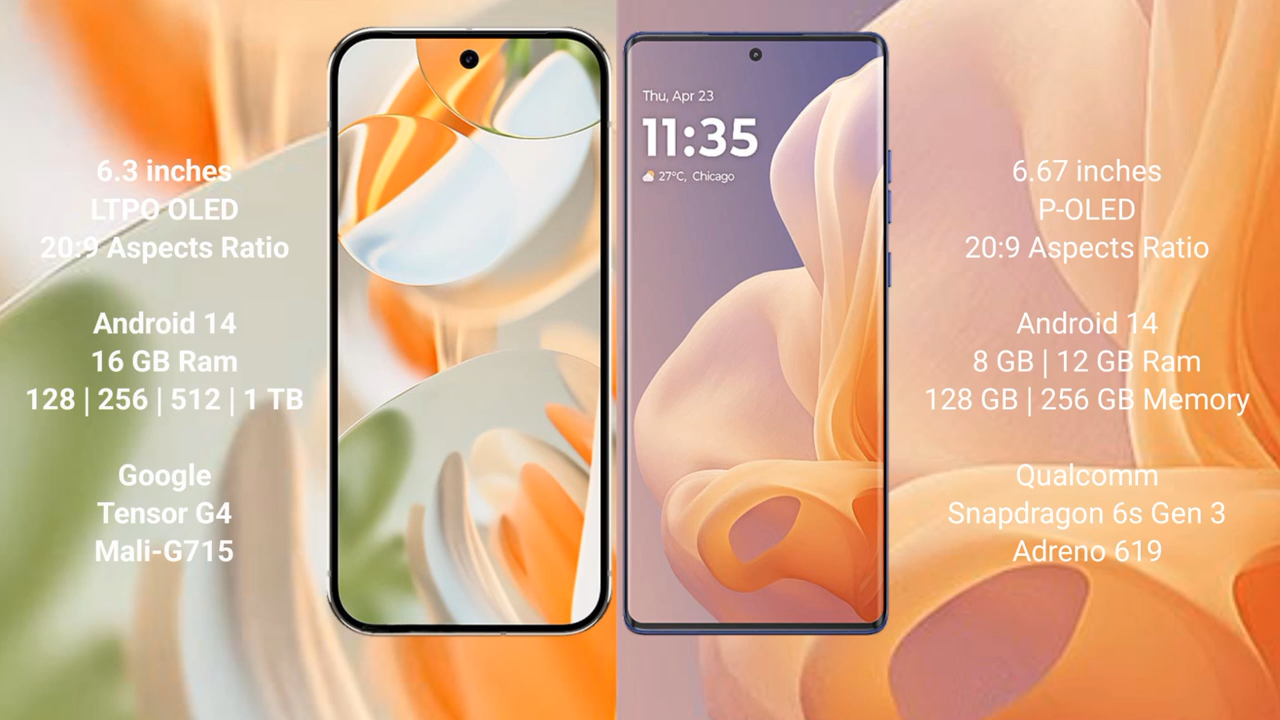 6.3 inches
LTPO OLED
20:9 Aspects Ratio
Android 14
16 GB Ram
128 | 256 | 512 | 1 TB
Google
Tensor G4
Mali-G715
Thu, Apr 23
11:35
27°C, Chicago
6.67 inches
P-OLED
20:9 Aspects Ratio
Android 14
8 GB | 12 GB Ram
128 GB | 256 GB Memory
Qualcomm
Snapdragon 6s Gen 3
Adreno 619